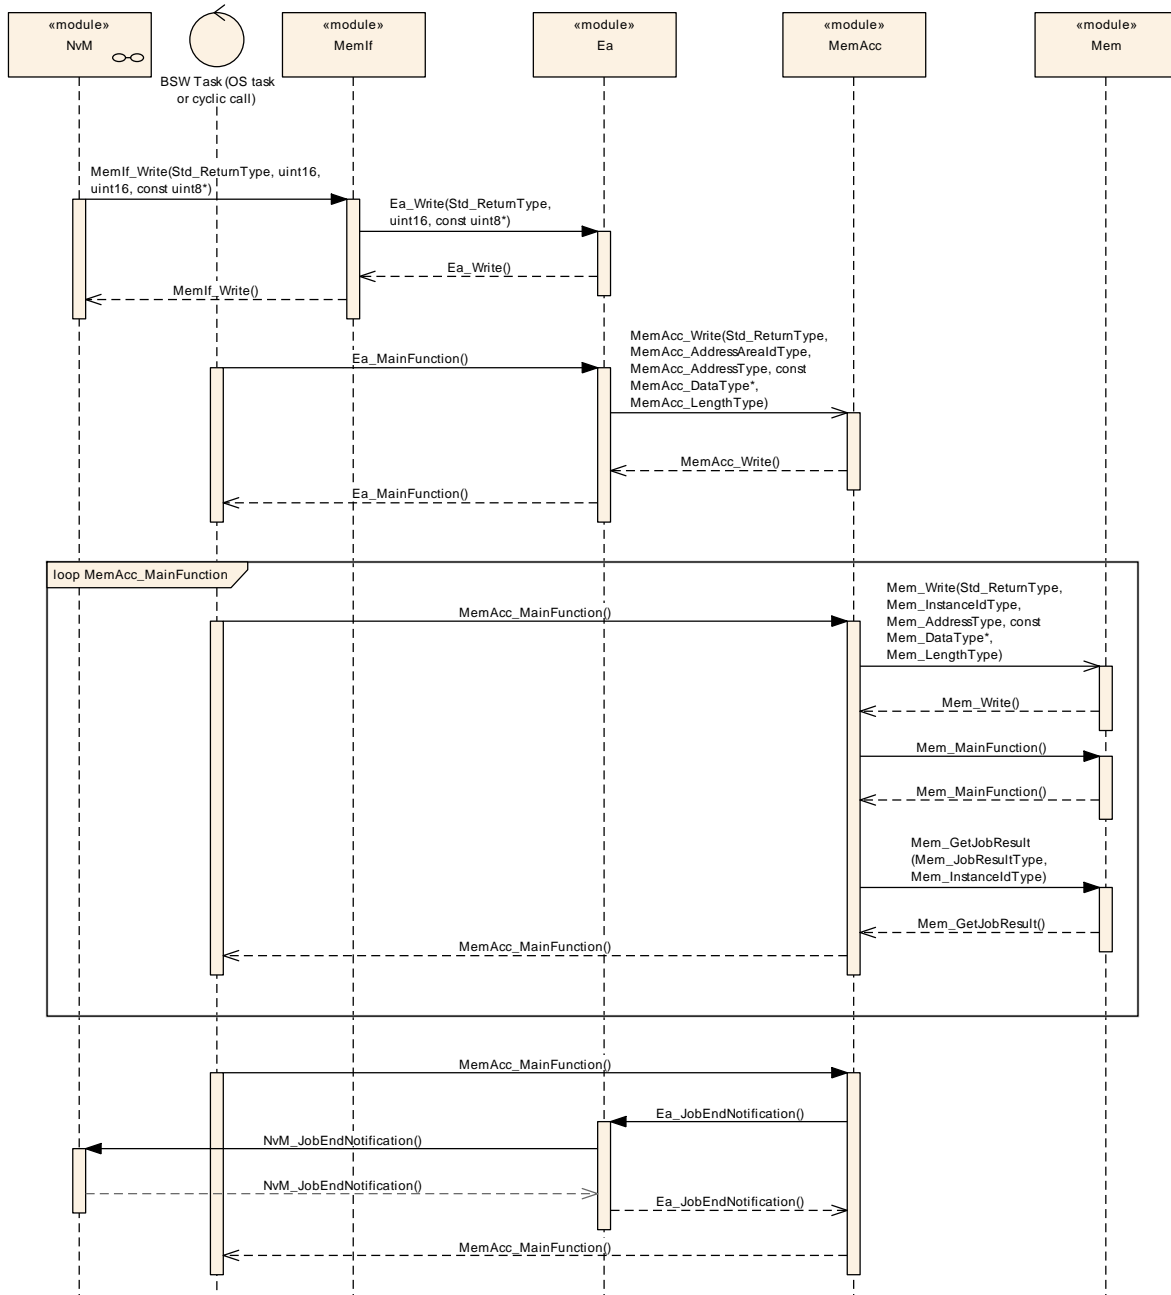 «module»
NvM
BSW Task (OS task
or cyclic call)
«module»
MemIf
«module»
Ea
«module»
MemAcc
«module»
Mem
MemIf_Write(Std_ReturnType, uint16,
uint16, const uint8*)
Ea_Write(Std_ReturnType,
uint16, const uint8*)
Ea_Write()
MemIf_Write()
Ea_MainFunction()
MemAcc_Write(Std_ReturnType,
MemAcc_AddressAreaIdType,
MemAcc_AddressType, const
MemAcc_DataType*,
MemAcc_LengthType)
MemAcc_Write()
Ea_MainFunction()
loop MemAcc_MainFunction
MemAcc_MainFunction()
Mem_Write(Std_ReturnType,
Mem_InstanceIdType,
Mem_AddressType, const
Mem_DataType*,
Mem_LengthType)
Mem_Write()
Mem_MainFunction()
Mem_MainFunction()
Mem_GetJobResult
(Mem_JobResultType,
Mem_InstanceIdType)
Mem_GetJobResult()
MemAcc_MainFunction()
MemAcc_MainFunction()
Ea_JobEndNotification()
NvM_JobEndNotification()
NvM_JobEndNotification()
Ea_JobEndNotification()
MemAcc_MainFunction()